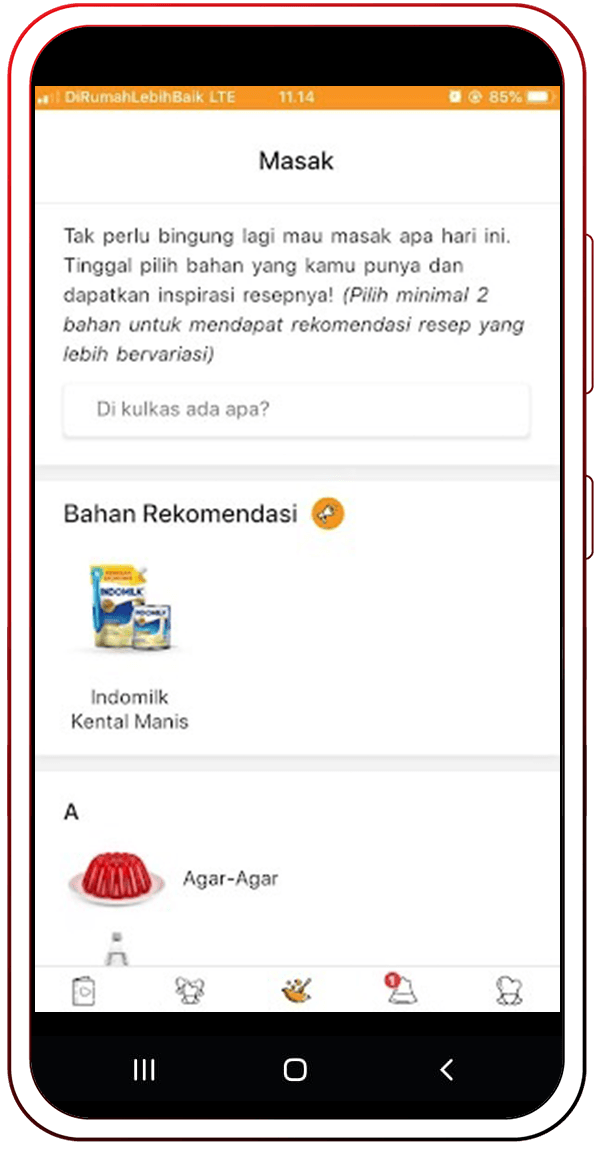 DiRumahLebihBaik LTE 11.14 85%
Masak
Tak perlu bingung lagi mau masak apa hari ini.
Tinggal pilih bahan yang kamu punya dan
dapatkan inspirasi resepnya! (Pilih minimal 2
bahan untuk mendapat rekomendasi resep yang
lebih bervariasi)
Di kulkas ada apa?
Bahan Rekomendasi
INDOMILK
INDOMILK
Indomilk
Kental Manis
A
Agar-Agar
1